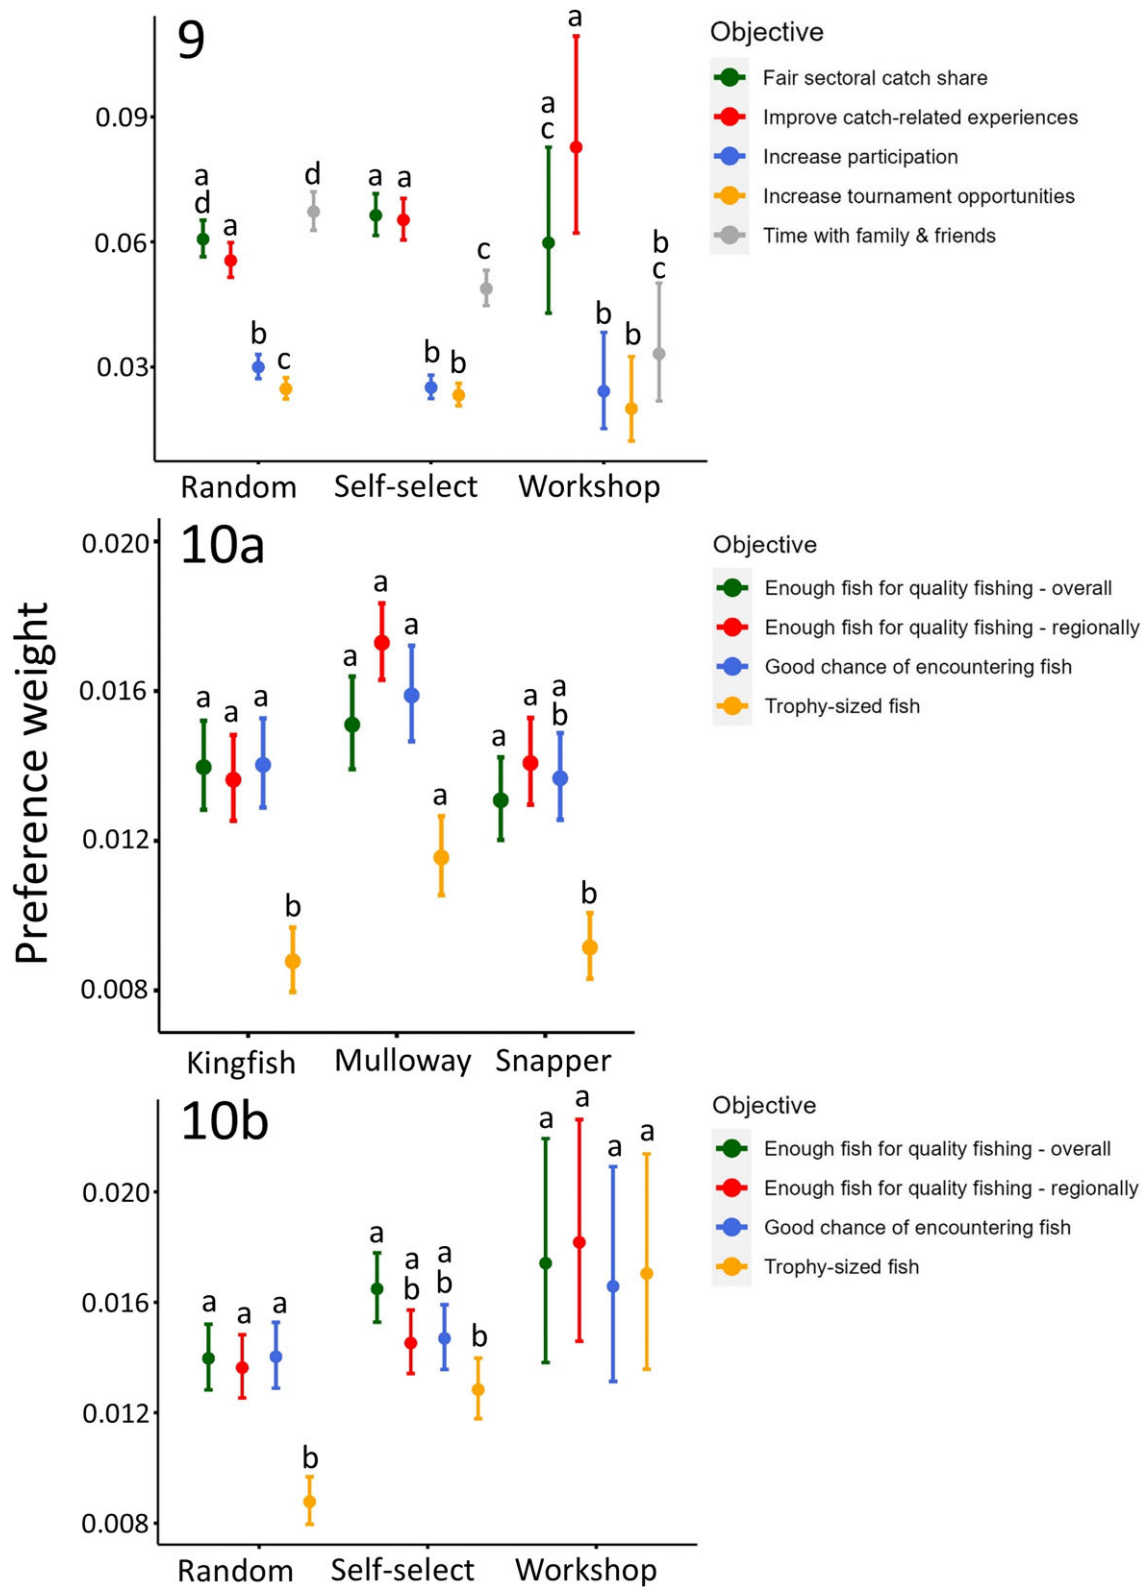 9
Objective
Fair sectoral catch share
Improve catch-related experiences
Increase participation
Increase tournament opportunities
Time with family & friends
0.09
0.06
0.03
a
d
a
b
c
d
a
a
b
b
c
a
c
a
b
b
b
c
Random
Self-select
Workshop
Preference weight
10a
Objective
Enough fish for quality fishing - overall
Enough fish for quality fishing - regionally
Good chance of encountering fish
Trophy-sized fish
0.020
0.016
0.012
0.008
a
a
a
b
a
a
a
a
a
a
a
b
b
Kingfish
Mulloway
Snapper
10b
Objective
Enough fish for quality fishing - overall
Enough fish for quality fishing - regionally
Good chance of encountering fish
Trophy-sized fish
0.020
0.016
0.012
0.008
a
a
a
b
a
a
b
a
b
b
a
a
a
a
Random
Self-select
Workshop